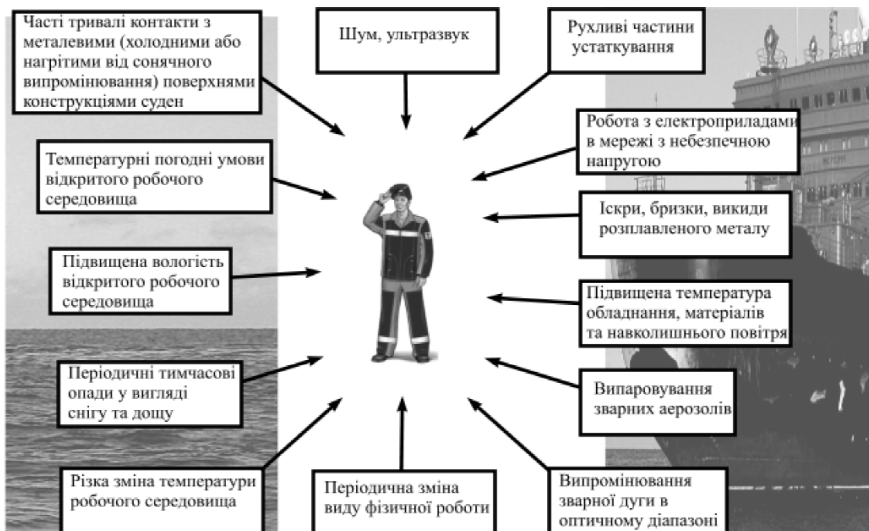 Часті тривалі контакти з
металевими (холодними або
нагрітими від сонячного
випромінювання) поверхнями
конструкціями суден
Шум, ультразвук
Рухливі частини
устаткування
Температурні погодні умови
відкритого робочого
середовища
Робота з електроприладами
в мережі з небезпечною
напругою
Іскри, бризки, викиди
розплавленого металу
Підвищена вологість
відкритого робочого
середовища
Підвищена температура
обладнання, матеріалів
та навколишнього повітря
Періодичні тимчасові
опади у вигляді
снігу та дощу
Випаровування
зварних аерозолів
Різка зміна температури
робочого середовища
Періодична зміна
виду фізичної роботи
Випромінювання
зварної дуги в
оптичному діапазоні